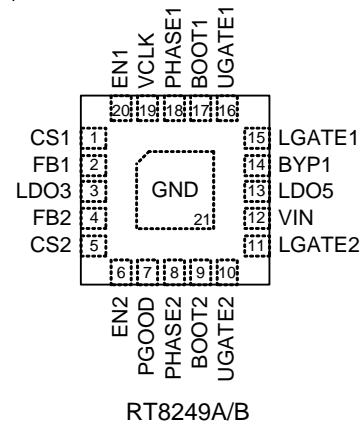 EN1
VCLK
PHASE1
BOOT1
UGATE1
20 19 18 17 16
CS1 1
FB1 2
LDO3 3
FB2 4
CS2 5
GND
21
15 LGATE1
14 BYP1
13 LDO5
12 VIN
11 LGATE2
6 7 8 9 10
EN2
PGOOD
PHASE2
BOOT2
UGATE2
RT8249A/B